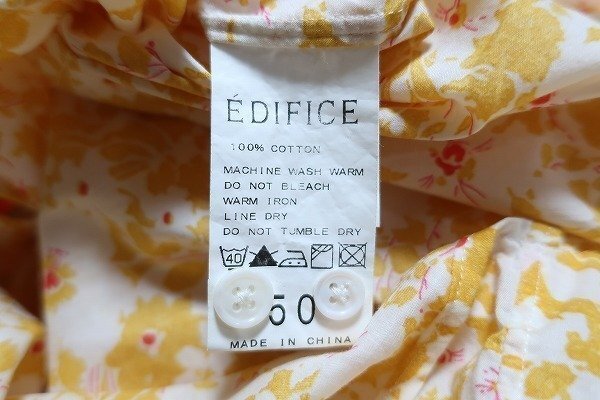 ÉDIFICE
100% COTTON
MACHINE WASH WARM
DO NOT BLEACH
WARM IRON
LINE DRY
DO NOT TUMBLE DRY
40
50
MADE IN CHINA